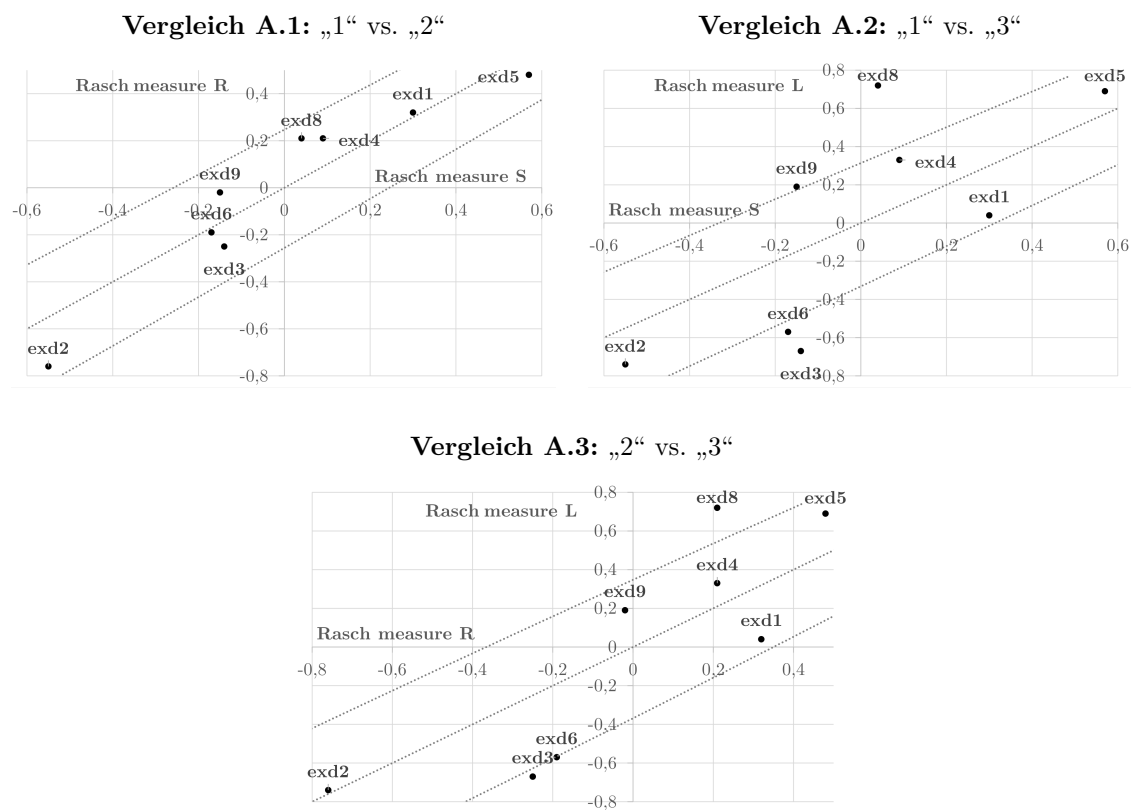 Vergleich A.1: „1“ vs. „2“
Rasch measure R
exd5
0,4
exd1
exd8
0,2
exd4
exd9
Rasch measure S
0
-0,6
-0,4
-0,2
0
0,2
0,4
0,6
exd6
-0,2
exd3
-0,4
-0,6
exd2
-0,8
Vergleich A.2: „1“ vs. „3“
0,8
Rasch measure L
exd8
exd5
0,6
0,4
exd4
exd9
0,2
Rasch measure S
exd1
0
-0,6
-0,4
-0,2
0
0,2
0,4
0,6
-0,2
-0,4
exd6
exd2
-0,6
exd3
-0,8
Vergleich A.3: „2“ vs. „3“
0,8
exd8
exd5
Rasch measure L
0,6
0,4
exd4
exd9
0,2
exd1
Rasch measure R
0
-0,8
-0,6
-0,4
-0,2
0
0,2
0,4
-0,2
-0,4
exd6
exd3
-0,6
exd2
-0,8